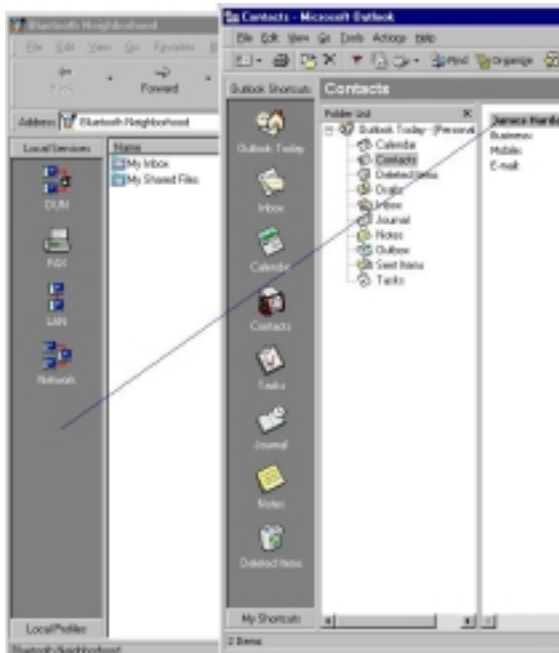 Bluetooth Neighborhood
File Edit View Go Favorites
Back
Forward
Address Bluetooth Neighborhood
Local Services
DUN
FAX
LAN
Network
Local Profiles
Bluetooth Neighborhood
Name
My Inbox
My Shared Files
Contacts - Microsoft Outlook
File Edit View Go Tools Actions Help
Find Organize
Outlook Shortcuts
Contacts
Outlook Today
Inbox
Calendar
Contacts
Tasks
Journal
Notes
Deleted Items
My Shortcuts
2 Items
Folder List
Outlook Today - [Personal
Calendar
Contacts
Deleted Items
Drafts
Inbox
Journal
Notes
Outbox
Sent Items
Tasks
James
Business:
Mobile:
E-mail: